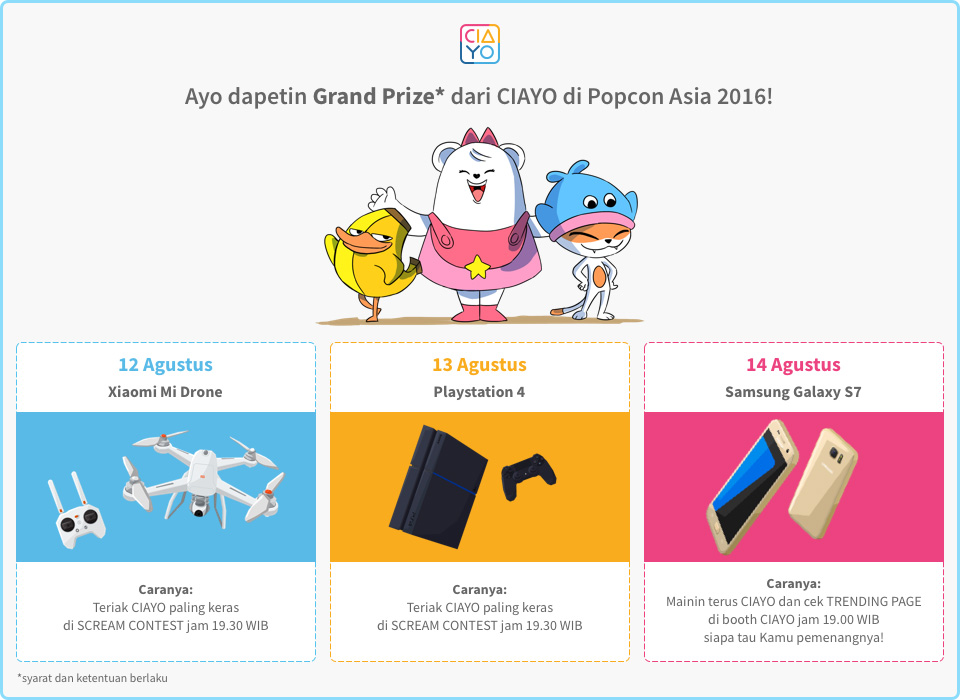 CIA
YO
Ayo dapetin Grand Prize* dari CIAYO di Popcon Asia 2016!
12 Agustus
Xiaomi Mi Drone
Caranya:
Teriak CIAYO paling keras
di SCREAM CONTEST jam 19.30 WIB
13 Agustus
Playstation 4
Caranya:
Teriak CIAYO paling keras
di SCREAM CONTEST jam 19.30 WIB
14 Agustus
Samsung Galaxy S7
Caranya:
Mainin terus CIAYO dan cek TRENDING PAGE
di booth CIAYO jam 19.00 WIB
siapa tau Kamu pemenangnya!
*syarat dan ketentuan berlaku